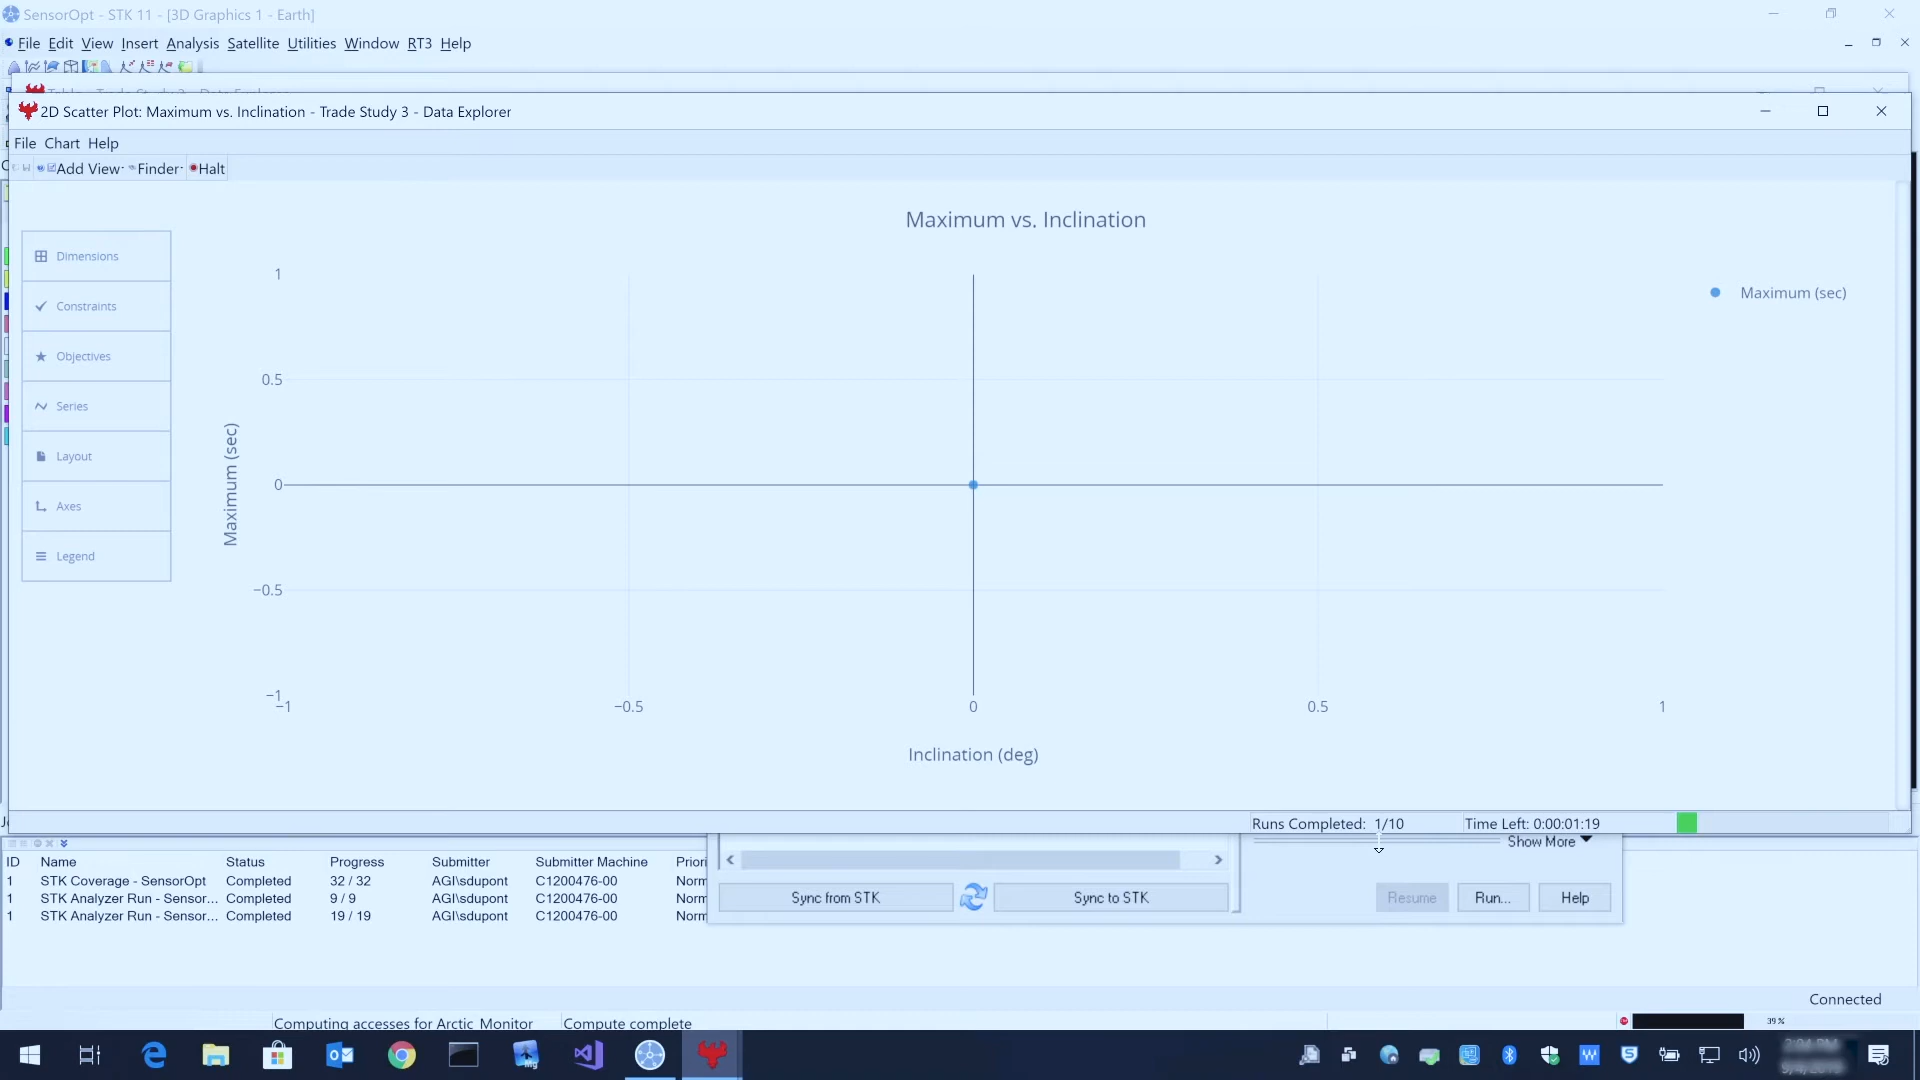 SensorOpt - STK 11 - [3D Graphics 1 - Earth]
File Edit View Insert Analysis Satellite Utilities Window RT3 Help
2D Scatter Plot: Maximum vs. Inclination - Trade Study 3 - Data Explorer
File Chart Help
Add View Finder Halt
Maximum vs. Inclination
Dimensions
Constraints
Objectives
Series
Layout
Axes
Legend
Maximum (sec)
1
0.5
0
−0.5
−1
−1 −0.5 0 0.5 1
Inclination (deg)
Maximum (sec)
Runs Completed: 1/10 Time Left: 0:00:01:19
Show More
Sync from STK Sync to STK Resume Run... Help
ID Name Status Progress Submitter Submitter Machine Priori
1 STK Coverage - SensorOpt Completed 32 / 32 AGI\sdupont C1200476-00 Norm
1 STK Analyzer Run - Sensor... Completed 9 / 9 AGI\sdupont C1200476-00 Norm
1 STK Analyzer Run - Sensor... Completed 19 / 19 AGI\sdupont C1200476-00 Norm
Connected
Computing accesses for Arctic_Monitor Compute complete
39 %